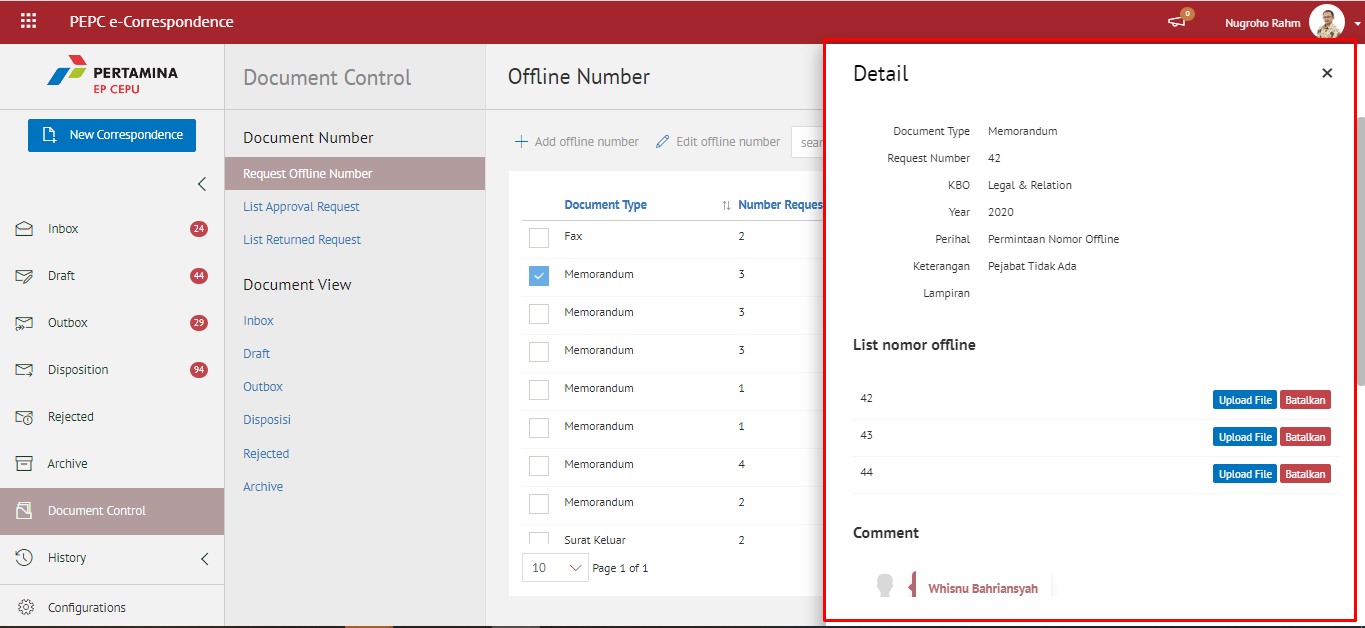 PEPC e-Correspondence
0
Nugroho Rahm
PERTAMINA
EP CEPU
New Correspondence
Inbox 24
Draft 44
Outbox 29
Disposition 94
Rejected
Archive
Document Control
History
Configurations
Document Control
Document Number
Request Offline Number
List Approval Request
List Returned Request
Document View
Inbox
Draft
Outbox
Disposisi
Rejected
Archive
Offline Number
Add offline number Edit offline number sear
Document Type Number Reques
Fax 2
Memorandum 3
Memorandum 3
Memorandum 3
Memorandum 1
Memorandum 1
Memorandum 4
Memorandum 2
Surat Keluar 2
10 Page 1 of 1
Detail
Document Type Memorandum
Request Number 42
KBO Legal & Relation
Year 2020
Perihal Permintaan Nomor Offline
Keterangan Pejabat Tidak Ada
Lampiran
List nomor offline
42 Upload File Batalkan
43 Upload File Batalkan
44 Upload File Batalkan
Comment
Whisnu Bahriansyah